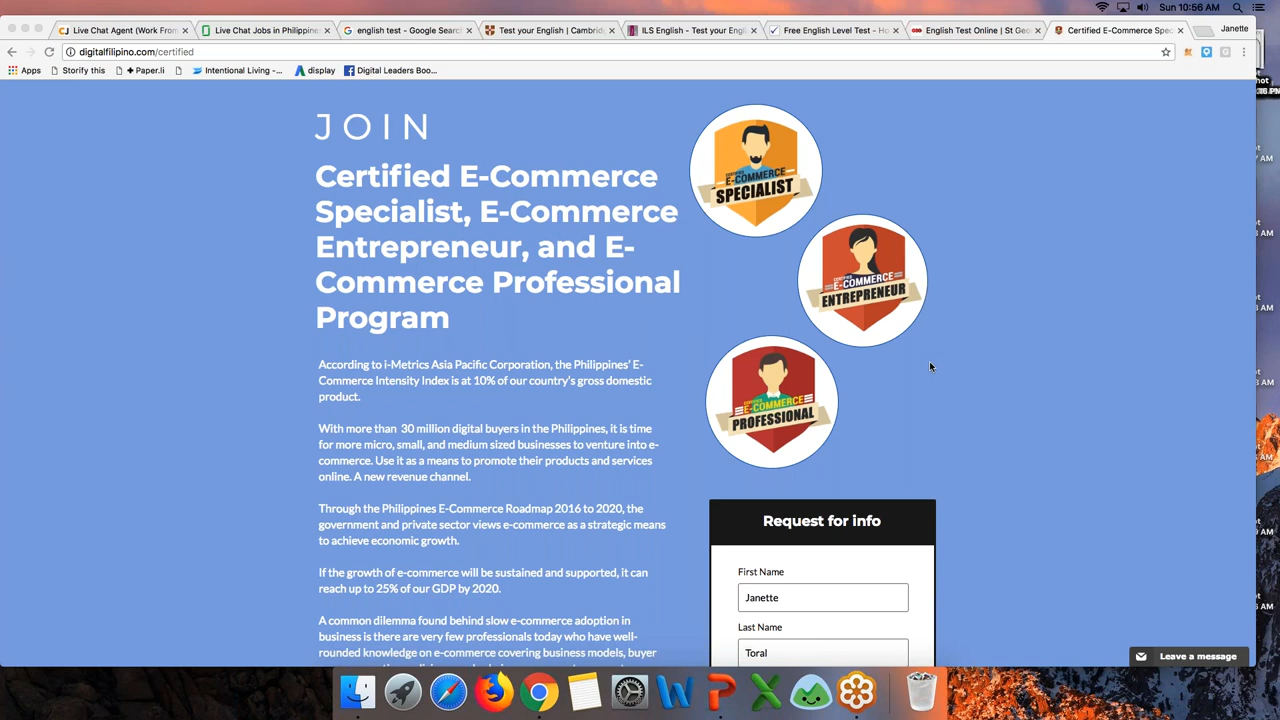 Sun 10:56 AM
Live Chat Agent (Work From
Live Chat Jobs in Philippine
english test - Google Search
Test your English | Cambrid
ILS English - Test your Engl
Free English Level Test - Ho
English Test Online | St Geo
Certified E-Commerce Spec
Janette
digitalfilipino.com/certified
Apps
Storify this
Paper.li
Intentional Living -...
display
Digital Leaders Boo...
JOIN
Certified E-Commerce
Specialist, E-Commerce
Entrepreneur, and E-
Commerce Professional
Program
CERTIFIED
E-COMMERCE
SPECIALIST
CERTIFIED
E-COMMERCE
ENTREPRENEUR
CERTIFIED
E-COMMERCE
PROFESSIONAL
According to i-Metrics Asia Pacific Corporation, the Philippines' E-
Commerce Intensity Index is at 10% of our country's gross domestic
product.
With more than 30 million digital buyers in the Philippines, it is time
for more micro, small, and medium sized businesses to venture into e-
commerce. Use it as a means to promote their products and services
online. A new revenue channel.
Through the Philippines E-Commerce Roadmap 2016 to 2020, the
government and private sector views e-commerce as a strategic means
to achieve economic growth.
If the growth of e-commerce will be sustained and supported, it can
reach up to 25% of our GDP by 2020.
A common dilemma found behind slow e-commerce adoption in
business is there are very few professionals today who have well-
rounded knowledge on e-commerce covering business models, buyer
Request for info
First Name
Janette
Last Name
Toral
Leave a message